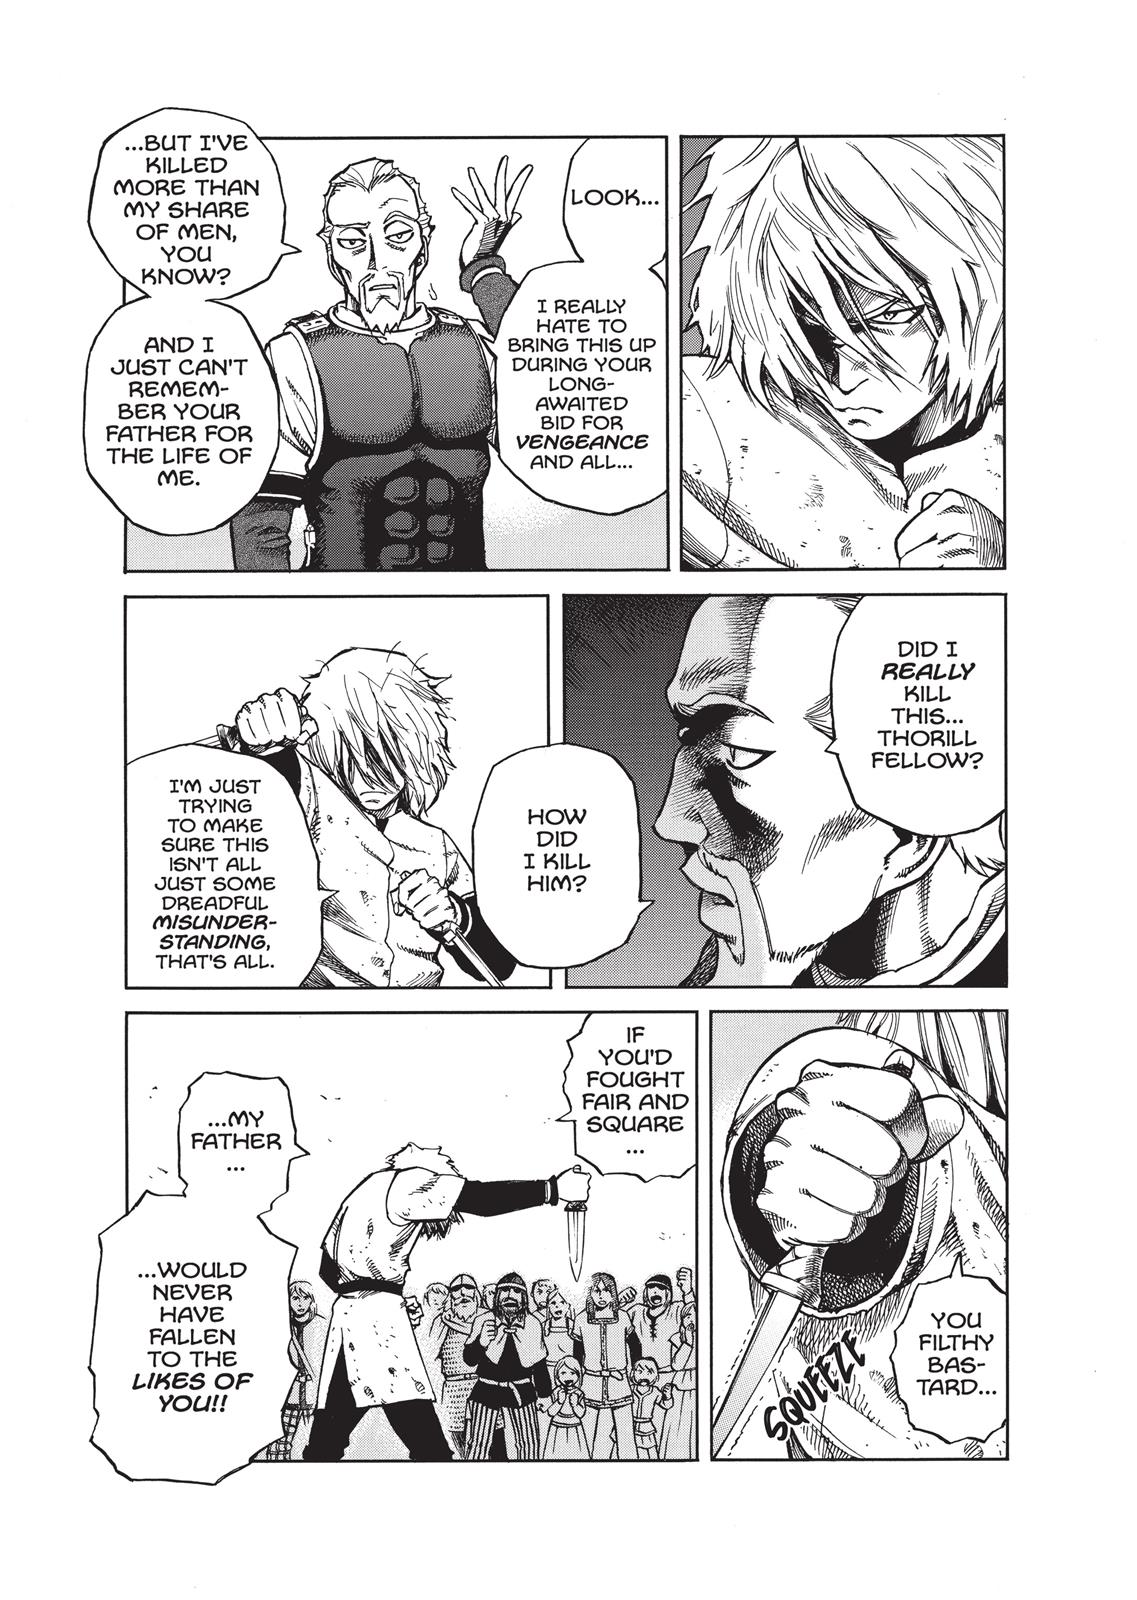 LOOK...
I REALLY
HATE TO
BRING THIS UP
DURING YOUR
LONG-
AWAITED
BID FOR
VENGEANCE
AND ALL...
...BUT I'VE
KILLED
MORE THAN
MY SHARE
OF MEN,
YOU
KNOW?
AND I
JUST CAN'T
REMEM-
BER YOUR
FATHER FOR
THE LIFE OF
ME.
DID I
REALLY
KILL
THIS...
THORILL
FELLOW?
HOW
DID
I KILL
HIM?
I'M JUST
TRYING
TO MAKE
SURE THIS
ISN'T ALL
JUST SOME
DREADFUL
MISUNDER-
STANDING,
THAT'S ALL.
YOU
FILTHY
BAS-
TARD...
SQUEEZE
IF
YOU'D
FOUGHT
FAIR AND
SQUARE
...
...MY
FATHER
...
...WOULD
NEVER
HAVE
FALLEN
TO THE
LIKES OF
YOU!!